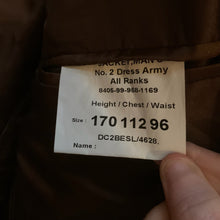 JACKET, MAN'S
No. 2 Dress Army
All Ranks
8405-99-958-1169
Height / Chest / Waist
Size : 170 112 96
DC2BESL/4628.
Name :